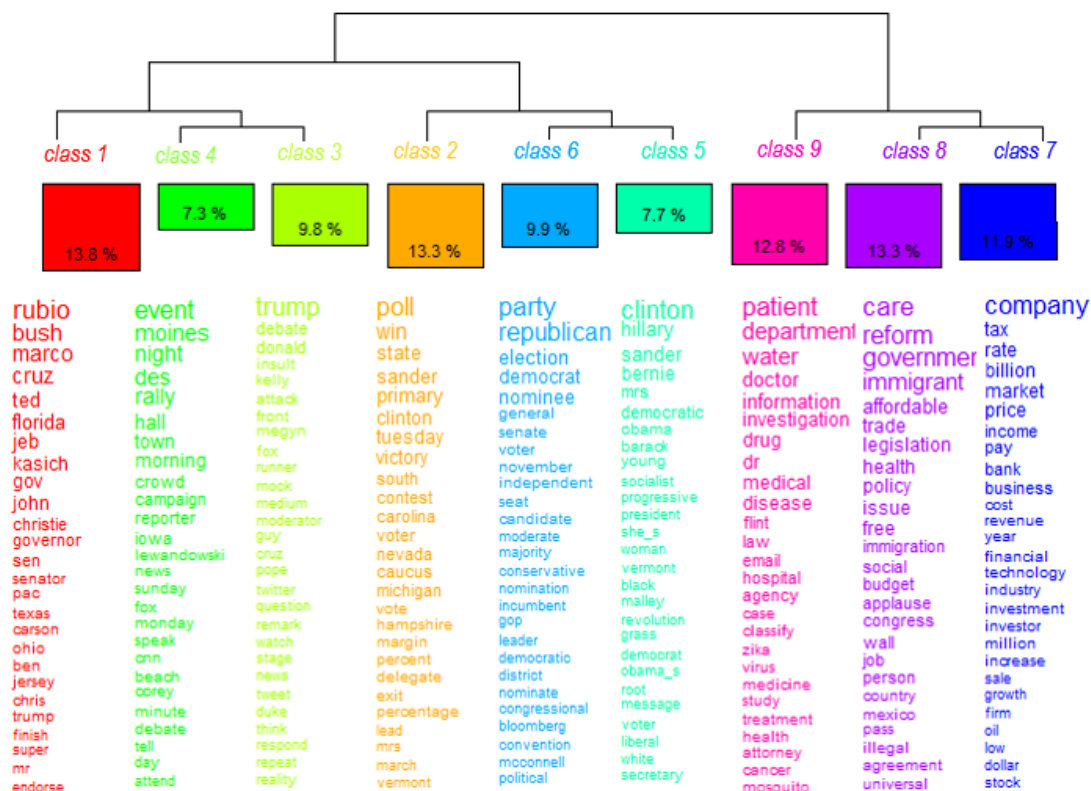 class 1
class 4
class 3
class 2
class 6
class 5
class 9
class 8
class 7
13.8 %
7.3 %
9.8 %
13.3 %
9.9 %
7.7 %
12.8 %
13.3 %
11.9 %
rubio
bush
marco
cruz
ted
florida
jeb
kasich
gov
john
christie
governor
sen
senator
pac
texas
carson
ohio
ben
jersey
chris
trump
finish
super
mr
endorse
event
moines
night
des
rally
hall
town
morning
crowd
campaign
reporter
iowa
lewandowski
news
sunday
fox
monday
speak
cnn
beach
corey
minute
debate
tell
day
attend
trump
debate
donald
insult
kelly
attack
front
megyn
fox
runner
mock
medium
moderator
guy
cruz
pope
twitter
question
remark
watch
stage
news
tweet
duke
think
respond
repeat
reality
poll
win
state
sander
primary
clinton
tuesday
victory
south
contest
carolina
voter
nevada
caucus
michigan
vote
hampshire
margin
percent
delegate
exit
percentage
lead
mrs
march
vermont
party
republican
election
democrat
nominee
general
senate
voter
november
independent
seat
candidate
moderate
majority
conservative
nomination
incumbent
gop
leader
democratic
district
nominate
congressional
bloomberg
convention
mcconnell
political
clinton
hillary
sander
bernie
mrs
democratic
obama
barack
young
socialist
progressive
president
she_s
woman
vermont
black
malley
revolution
grass
democrat
obama_s
root
message
voter
liberal
white
secretary
patient
department
water
doctor
information
investigation
drug
dr
medical
disease
flint
law
email
hospital
agency
case
classify
zika
virus
medicine
study
treatment
health
attorney
cancer
mosquito
care
reform
governmer
immigrant
affordable
trade
legislation
health
policy
issue
free
immigration
social
budget
applause
congress
wall
job
person
country
mexico
pass
illegal
agreement
universal
company
tax
rate
billion
market
price
income
pay
bank
business
cost
revenue
year
financial
technology
industry
investment
investor
million
increase
sale
growth
firm
oil
low
dollar
stock